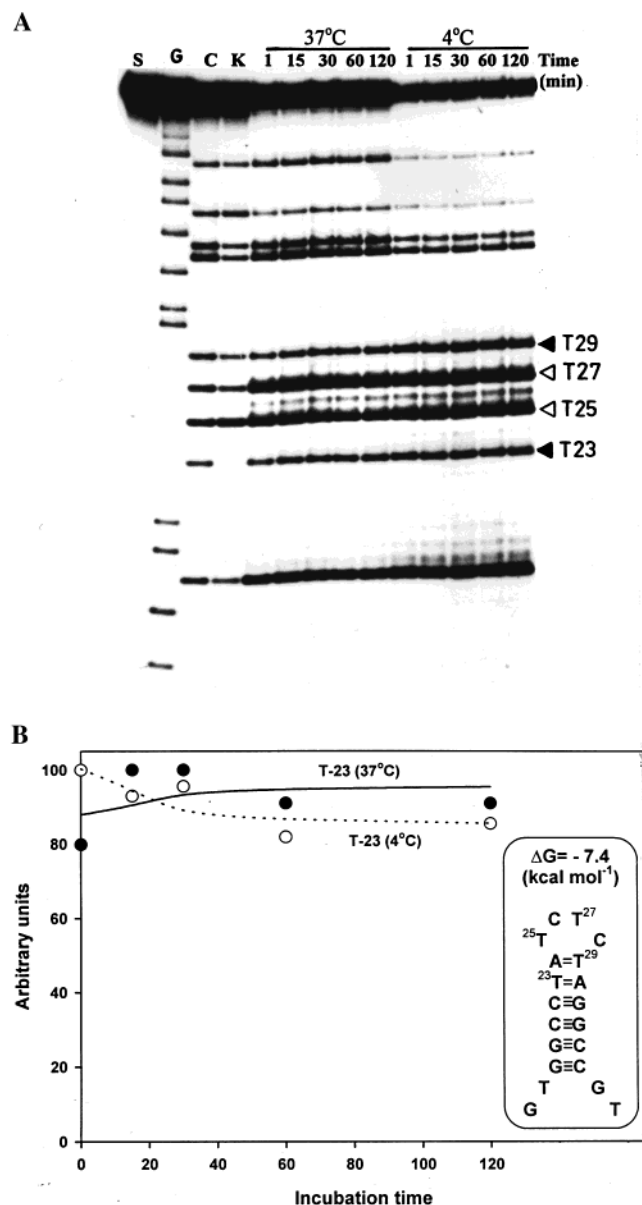 A
37°C 4°C
S G C K 1 15 30 60 120 1 15 30 60 120 Time
(min)
T29
T27
T25
T23
B
100
80
60
40
20
0
Arbitrary units
T-23 (37°C)
T-23 (4°C)
0 20 40 60 80 100 120
Incubation time
ΔG= - 7.4
(kcal mol⁻¹)
C T²⁷
²⁵T C
A=T²⁹
²³T=A
C≡G
C≡G
G≡C
G≡C
T G
G T